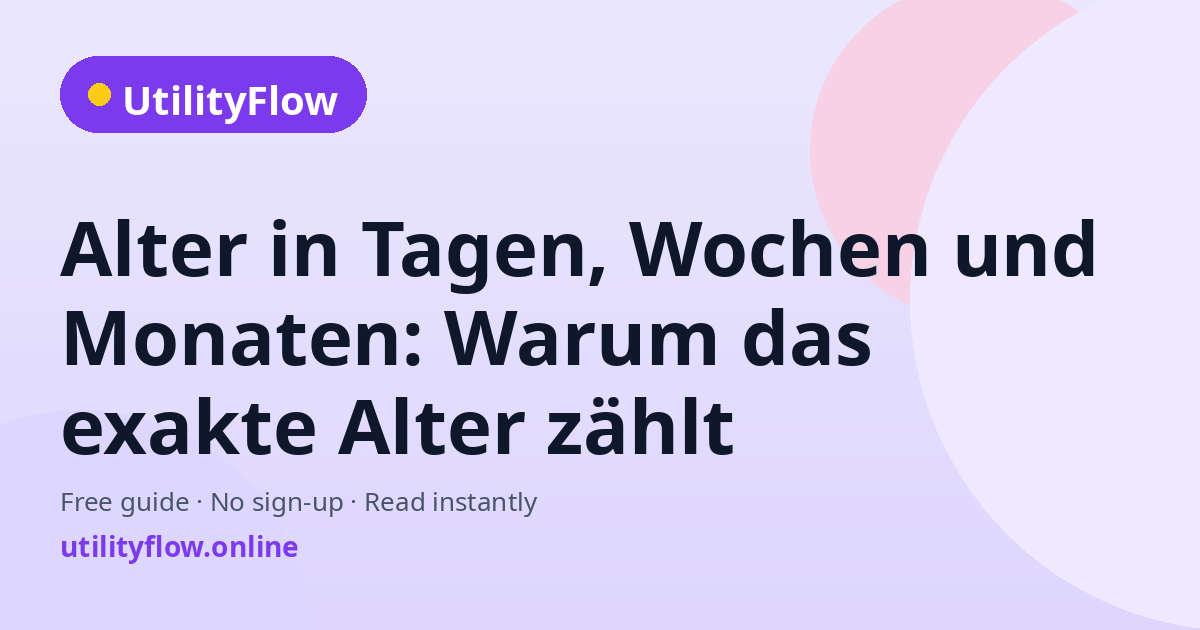 UtilityFlow
Alter in Tagen, Wochen und
Monaten: Warum das
exakte Alter zählt
Free guide · No sign-up · Read instantly
utilityflow.online